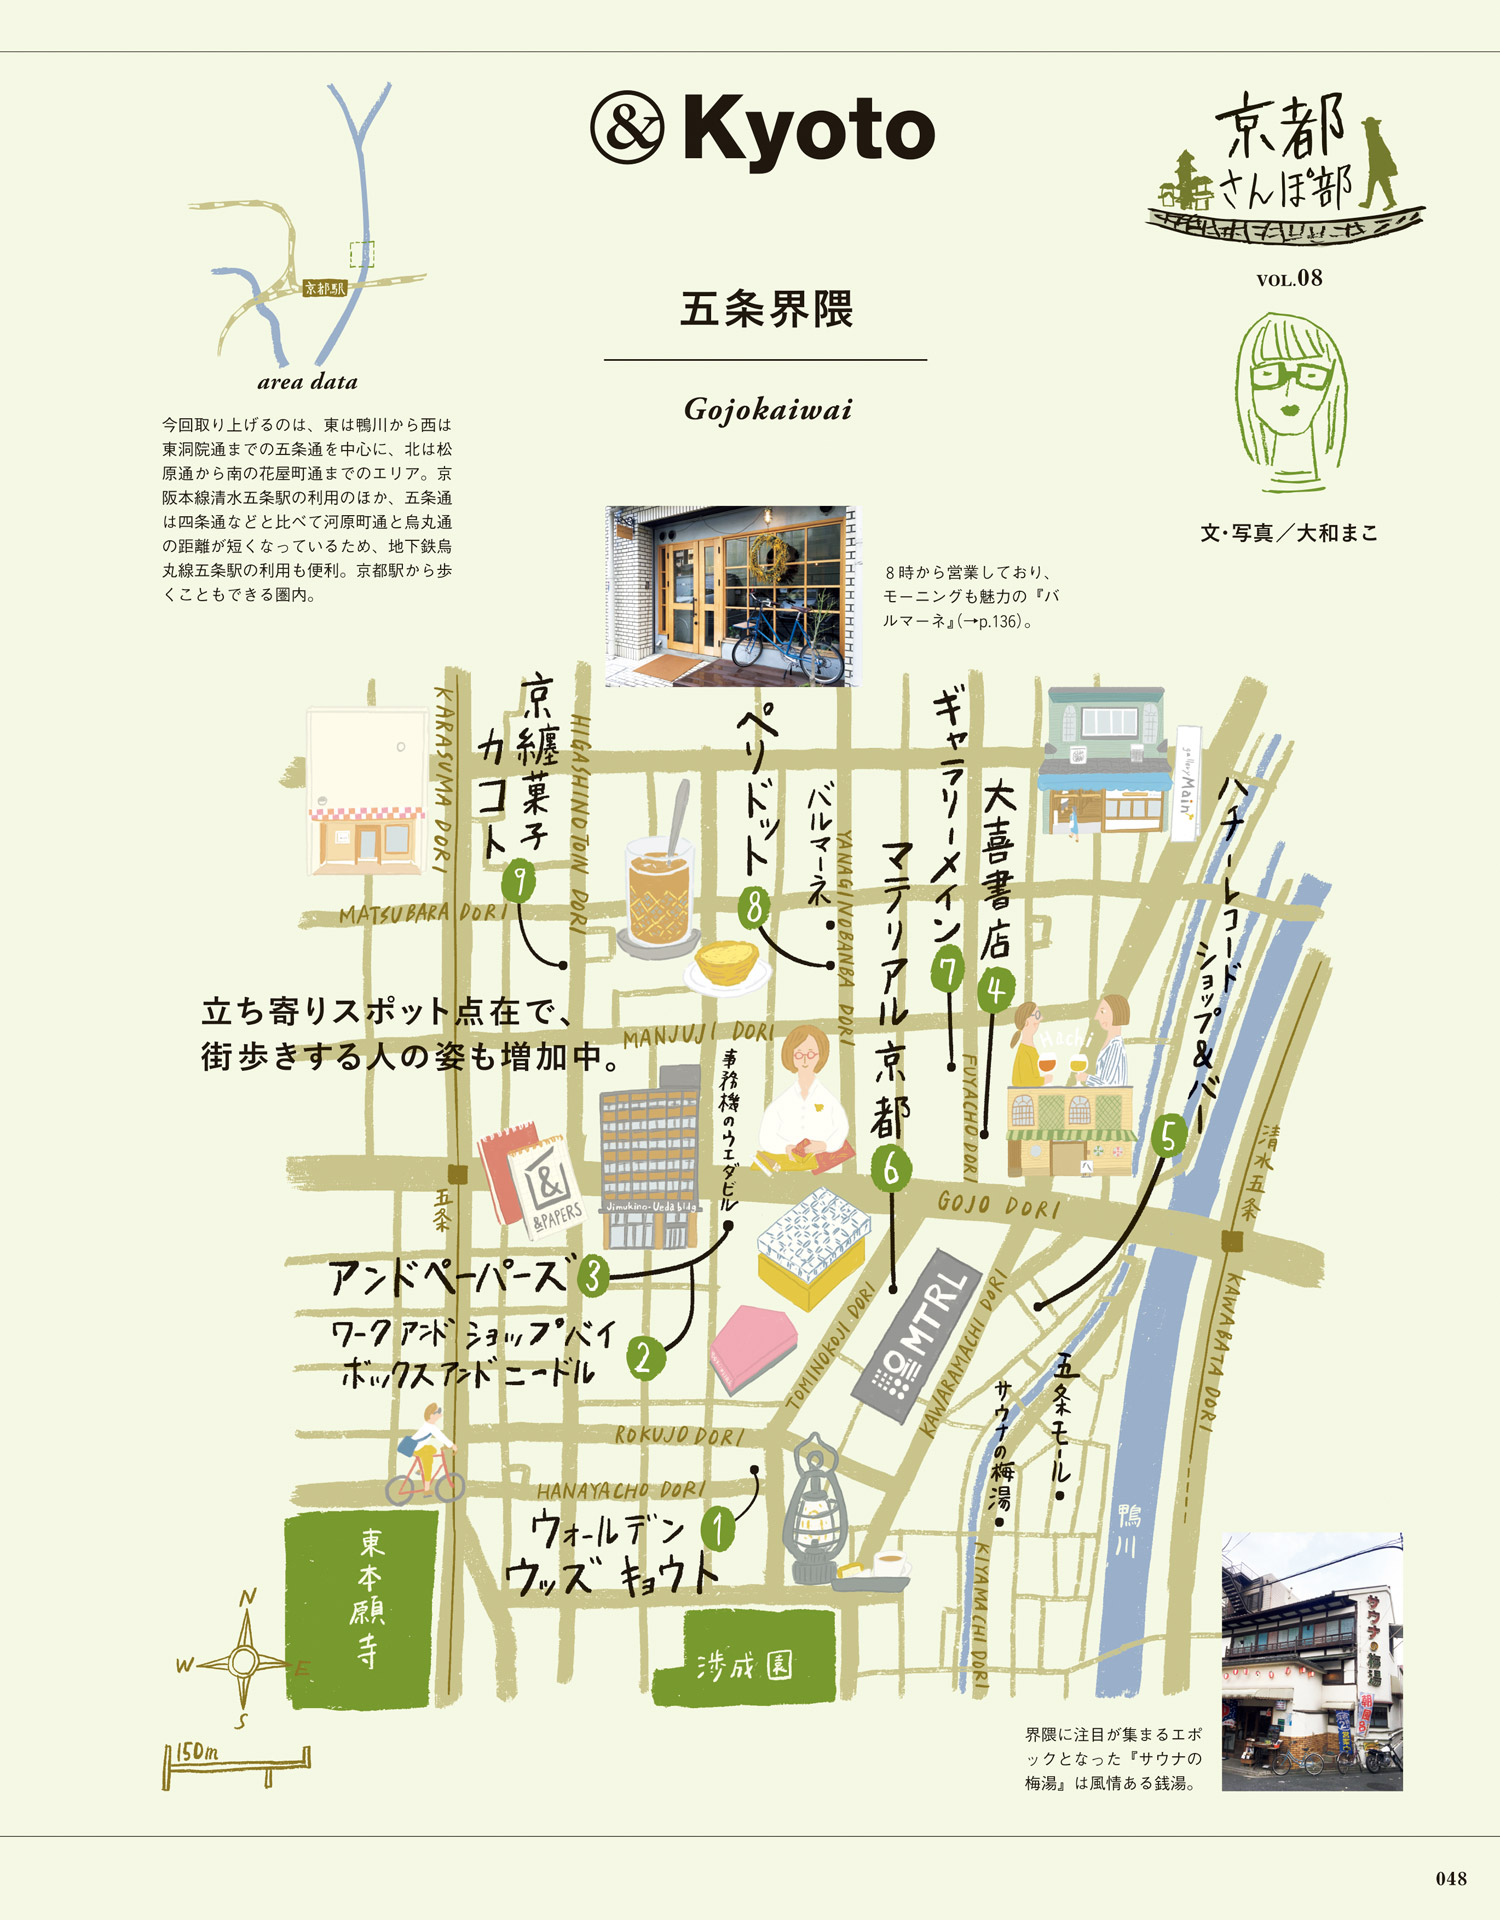 & Kyoto
京都
さんぽ部
VOL.08
五条界隈
Gojokaiwai
文・写真／大和まこ
京都駅
area data
今回取り上げるのは、東は鴨川から西は
東洞院通までの五条通を中心に、北は松
原通から南の花屋町通までのエリア。京
阪本線清水五条駅の利用のほか、五条通
は四条通などと比べて河原町通と烏丸通
の距離が短くなっているため、地下鉄烏
丸線五条駅の利用も便利。京都駅から歩
くこともできる圏内。
８時から営業しており、
モーニングも魅力の『バ
ルマーネ』（→p.136）。
KARASUMA DORI
京纏菓子
カコト
9
HIGASHINOTOIN DORI
ペリドット
8
バルマーネ
YANAGINOBANBA DORI
マテリアル京都
6
ギャラリーメイン
7
大喜書店
4
gallery Main
ハチ レコード
ショップ&バー
5
MATSUBARA DORI
立ち寄りスポット点在で、
街歩きする人の姿も増加中。
MANJUJI DORI
事務機のウエダビル
FUYACHO DORI
Hachi
清水五条
五条
&
&PAPERS
Jimukino-Ueda bldg
GOJO DORI
アンドペーパーズ
3
ワークアンドショップバイ
ボックスアンドニードル
2
MTRL
TOMINOKOJI DORI
KAWARAMACHI DORI
KAWABATA DORI
五条モール
サウナの梅湯
ROKUJO DORI
HANAYACHO DORI
ウォールデン
ウッズ キョウト
1
鴨川
KIYAMACHI DORI
東本願寺
渉成園
N
W
E
S
150m
サウナの梅湯
界隈に注目が集まるエポ
ックとなった『サウナの
梅湯』は風情ある銭湯。
048